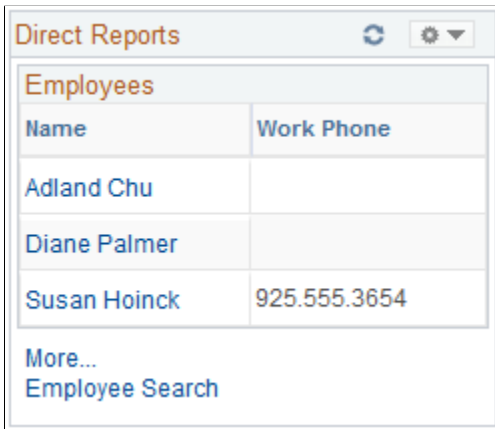 Direct Reports
Employees
Name Work Phone
Adland Chu
Diane Palmer
Susan Hoinck 925.555.3654
More...
Employee Search